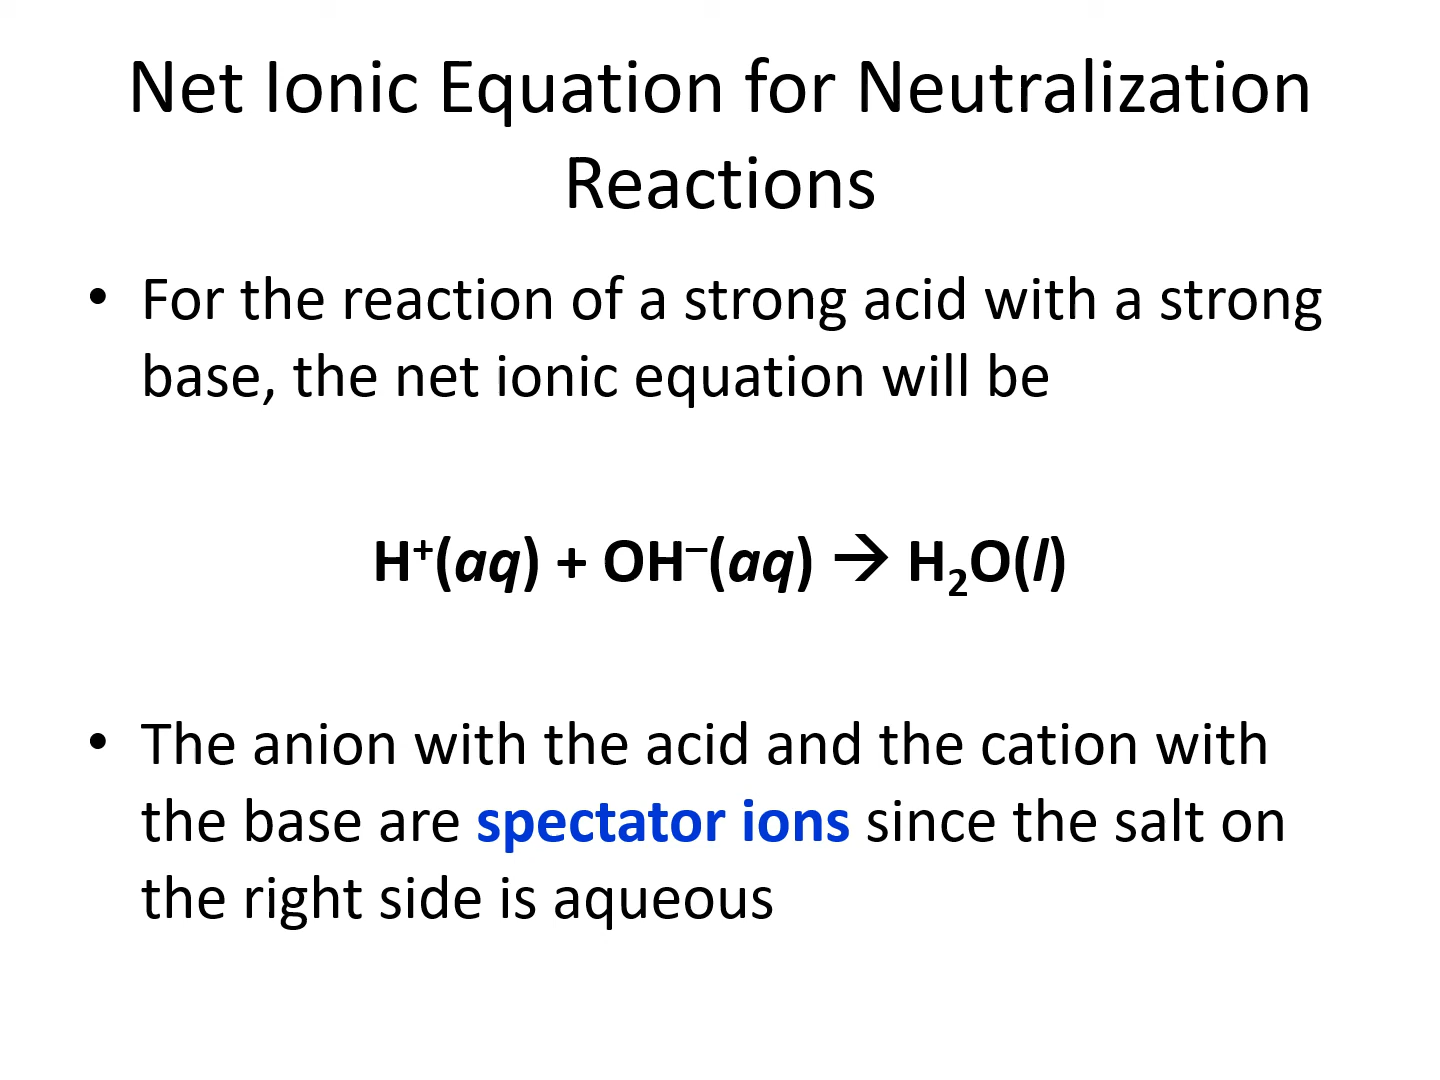 Net Ionic Equation for Neutralization
Reactions
• For the reaction of a strong acid with a strong
base, the net ionic equation will be
H⁺(aq) + OH⁻(aq) → H₂O(l)
• The anion with the acid and the cation with
the base are spectator ions since the salt on
the right side is aqueous